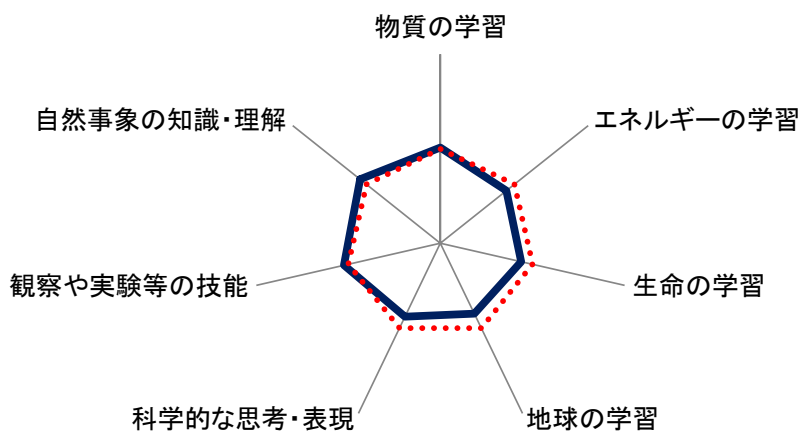 物質の学習
自然事象の知識・理解
エネルギーの学習
観察や実験等の技能
生命の学習
科学的な思考・表現
地球の学習